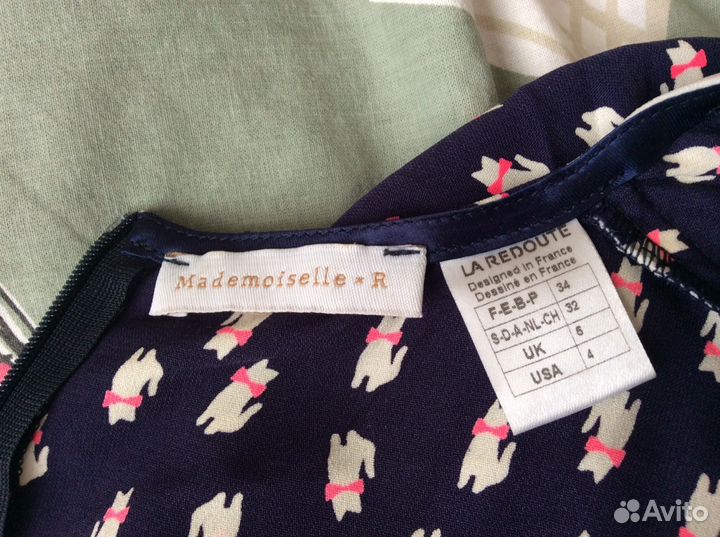 Mademoiselle * R
LA REDOUTE
Designed in France
Dessiné en France
F-E-B-P 34
S-D-A-NL-CH 32
UK 6
USA 4
Avito